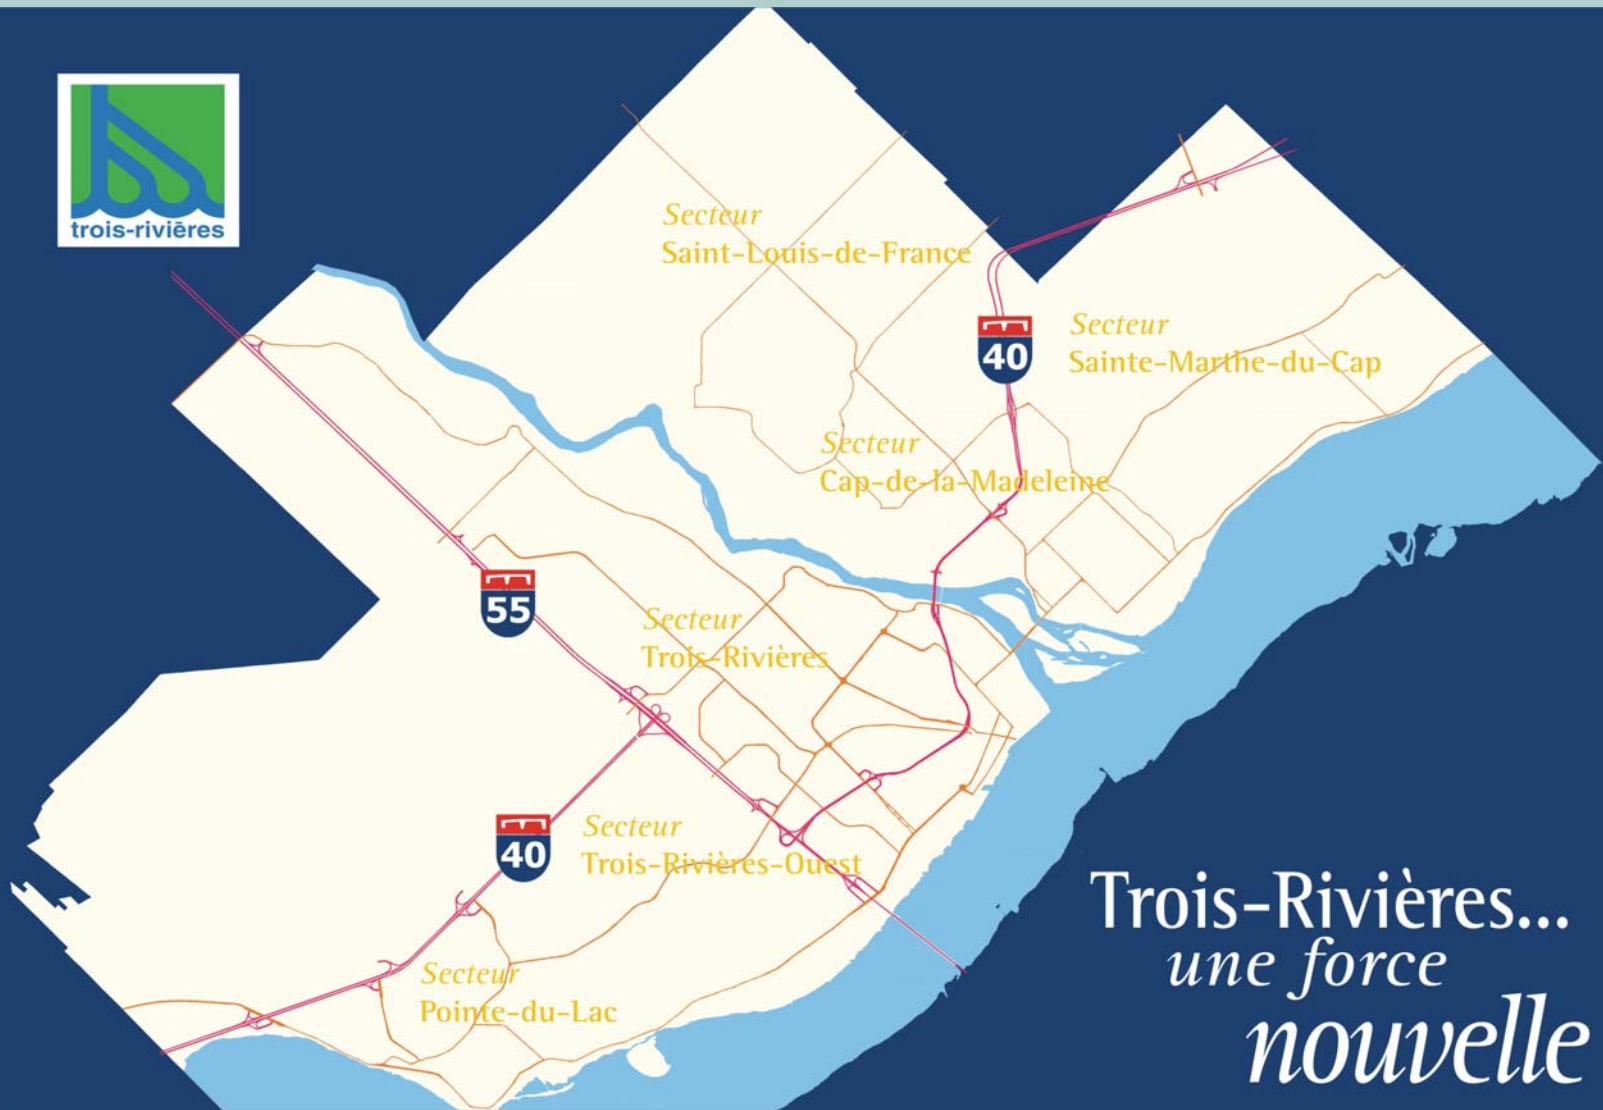 trois-rivières
Secteur
Saint-Louis-de-France
40
Secteur
Sainte-Marthe-du-Cap
Secteur
Cap-de-la-Madeleine
55
Secteur
Trois-Rivières
40
Secteur
Trois-Rivières-Ouest
Secteur
Pointe-du-Lac
Trois-Rivières...
une force
nouvelle